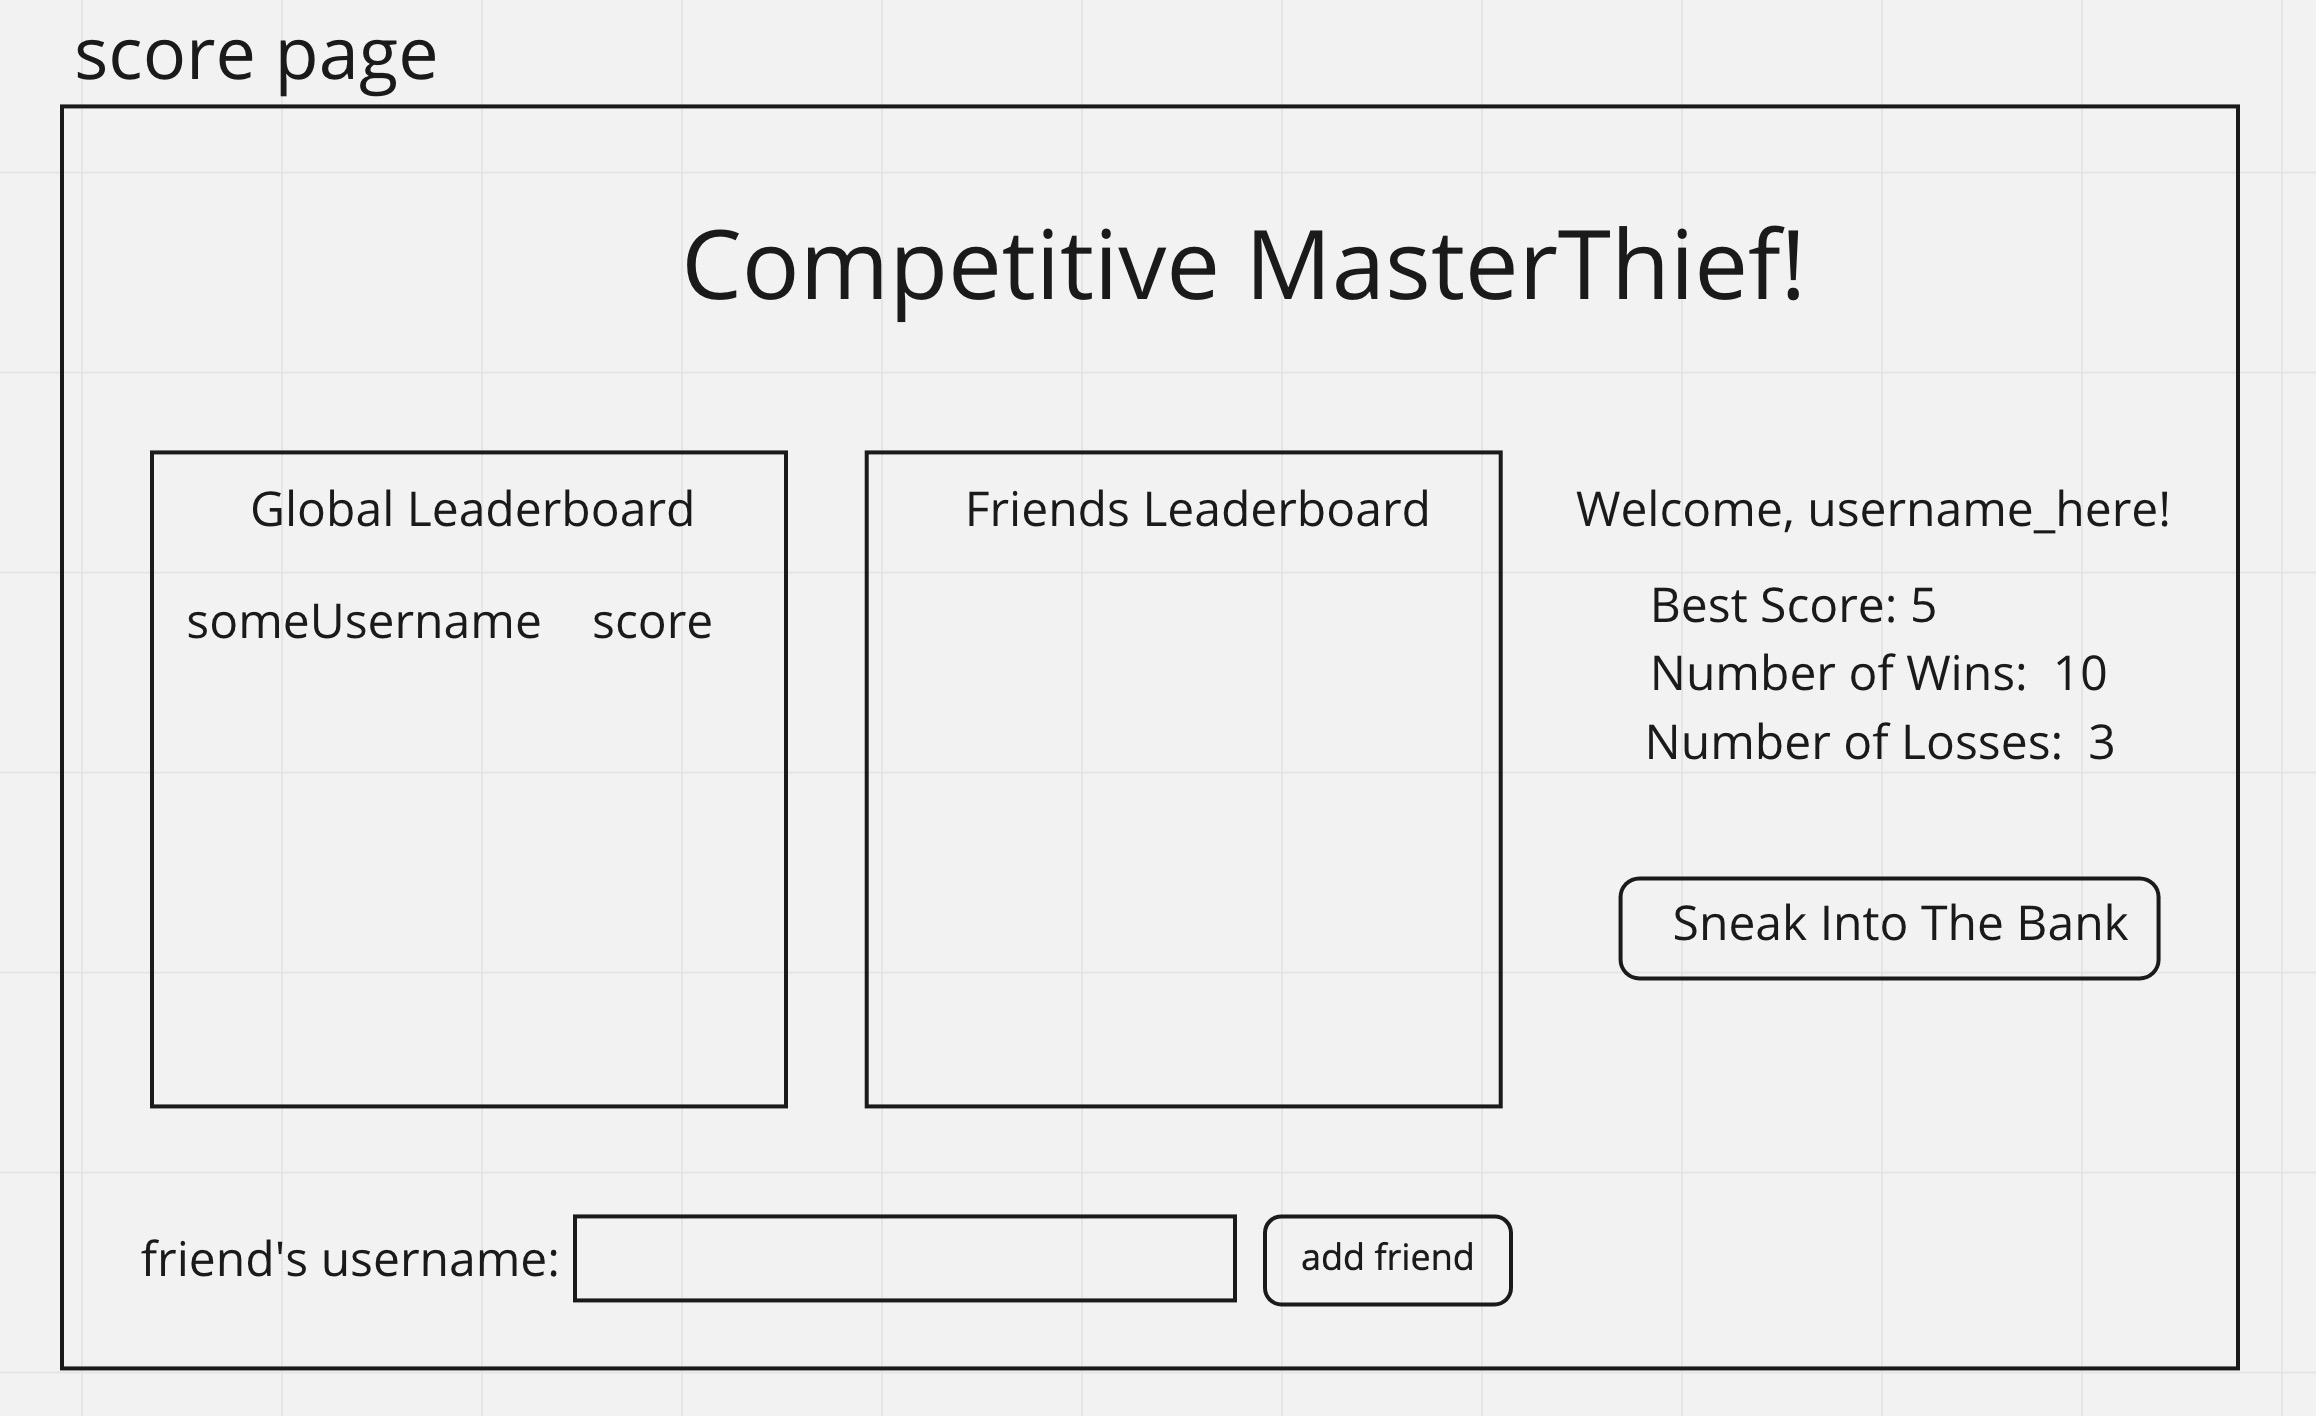 score page
Competitive MasterThief!
Global Leaderboard
someUsername score
Friends Leaderboard
Welcome, username_here!
Best Score: 5
Number of Wins: 10
Number of Losses: 3
Sneak Into The Bank
friend's username:
add friend